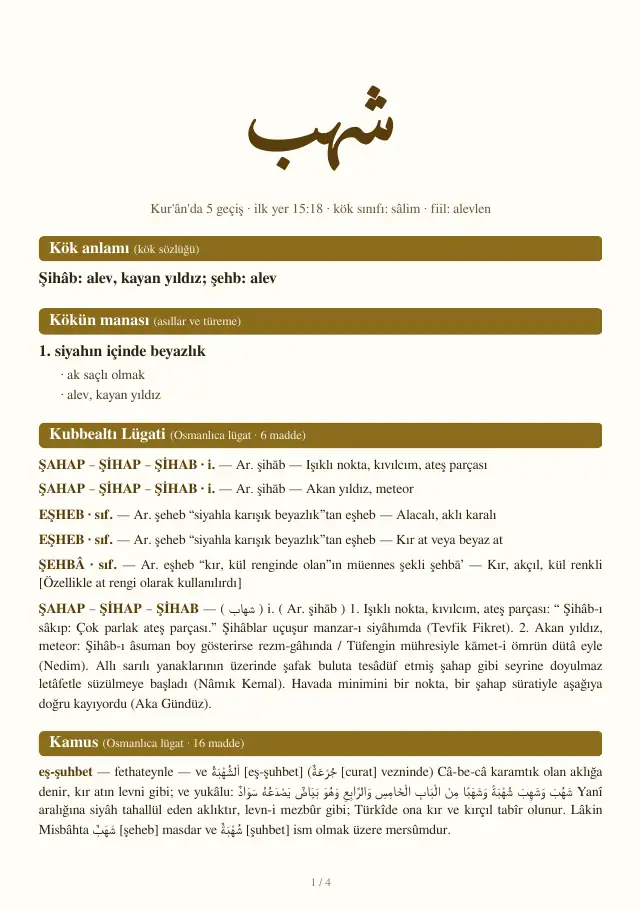 شهب
Kur'ân'da 5 geçiş · ilk yer 15:18 · kök sınıfı: sâlim · fiil: alevlen
Kök anlamı (kök sözlüğü)
Şihâb: alev, kayan yıldız; şehb: alev
Kökün manası (asıllar ve türeme)
1. siyahın içinde beyazlık
· ak saçlı olmak
· alev, kayan yıldız
Kubbealtı Lügati (Osmanlıca lügat · 6 madde)
ŞAHAP – ŞİHAP – ŞİHAB · i. — Ar. şihāb — Işıklı nokta, kıvılcım, ateş parçası
ŞAHAP – ŞİHAP – ŞİHAB · i. — Ar. şihāb — Akan yıldız, meteor
EŞHEB · sıf. — Ar. şeheb “siyahla karışık beyazlık”tan eşheb — Alacalı, aklı karalı
EŞHEB · sıf. — Ar. şeheb “siyahla karışık beyazlık”tan eşheb — Kır at veya beyaz at
ŞEHBÂ · sıf. — Ar. eşheb “kır, kül renginde olan”ın müennes şekli şehbā’ — Kır, akçıl, kül renkli
[Özellikle at rengi olarak kullanılırdı]
ŞAHAP – ŞİHAP – ŞİHAB — ( شهاب ) i. ( Ar. şihāb ) 1. Işıklı nokta, kıvılcım, ateş parçası: “ Şihâb-ı
sâkıp: Çok parlak ateş parçası.” Şihâblar uçuşur manzar-ı siyâhımda (Tevfik Fikret). 2. Akan yıldız,
meteor: Şihâb-ı âsuman boy gösterirse rezm-gâhında / Tüfengin mühresiyle kāmet-i ömrün dütâ eyle
(Nedim). Allı sarılı yanaklarının üzerinde şafak buluta tesâdüf etmiş şahap gibi seyrine doyulmaz
letâfetle süzülmeye başladı (Nâmık Kemal). Havada minimini bir nokta, bir şahap süratiyle aşağıya
doğru kayıyordu (Aka Gündüz).
Kamus (Osmanlıca lügat · 16 madde)
eş-şuhbet — fethateynle — ve اَلشُّهْبَةُ [eş-şuhbet] (جُرْعَةٌ [curat] vezninde) Câ-be-câ karamtık olan aklığa
denir, kır atın levni gibi; ve yukâlu: شَهُبَ وَشَهِبَ شُهْبَةً وَشَهَبًا مِنَ الْبَابِ الْخَامِسِ وَالرَّابِعِ وَهُوَ بَيَاضٌ يَصْدَعُهُ سَوَادٌ Yanî
aralığına siyâh tahallül eden aklıktır, levn-i mezbûr gibi; Türkîde ona kır ve kırçıl tabîr olunur. Lâkin
Misbâhta شَهَبٌ [şeheb] masdar ve شُهْبَةٌ [şuhbet] ism olmak üzere mersûmdur.
1 / 4